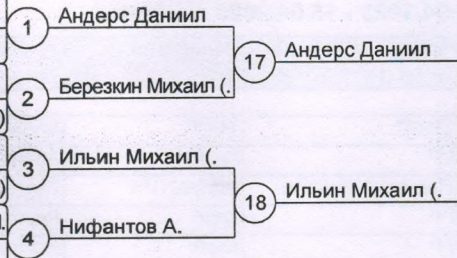 1 Андерс Даниил
17 Андерс Даниил
2 Березкин Михаил (.
3 Ильин Михаил (.
18 Ильин Михаил (.
4 Нифантов А.